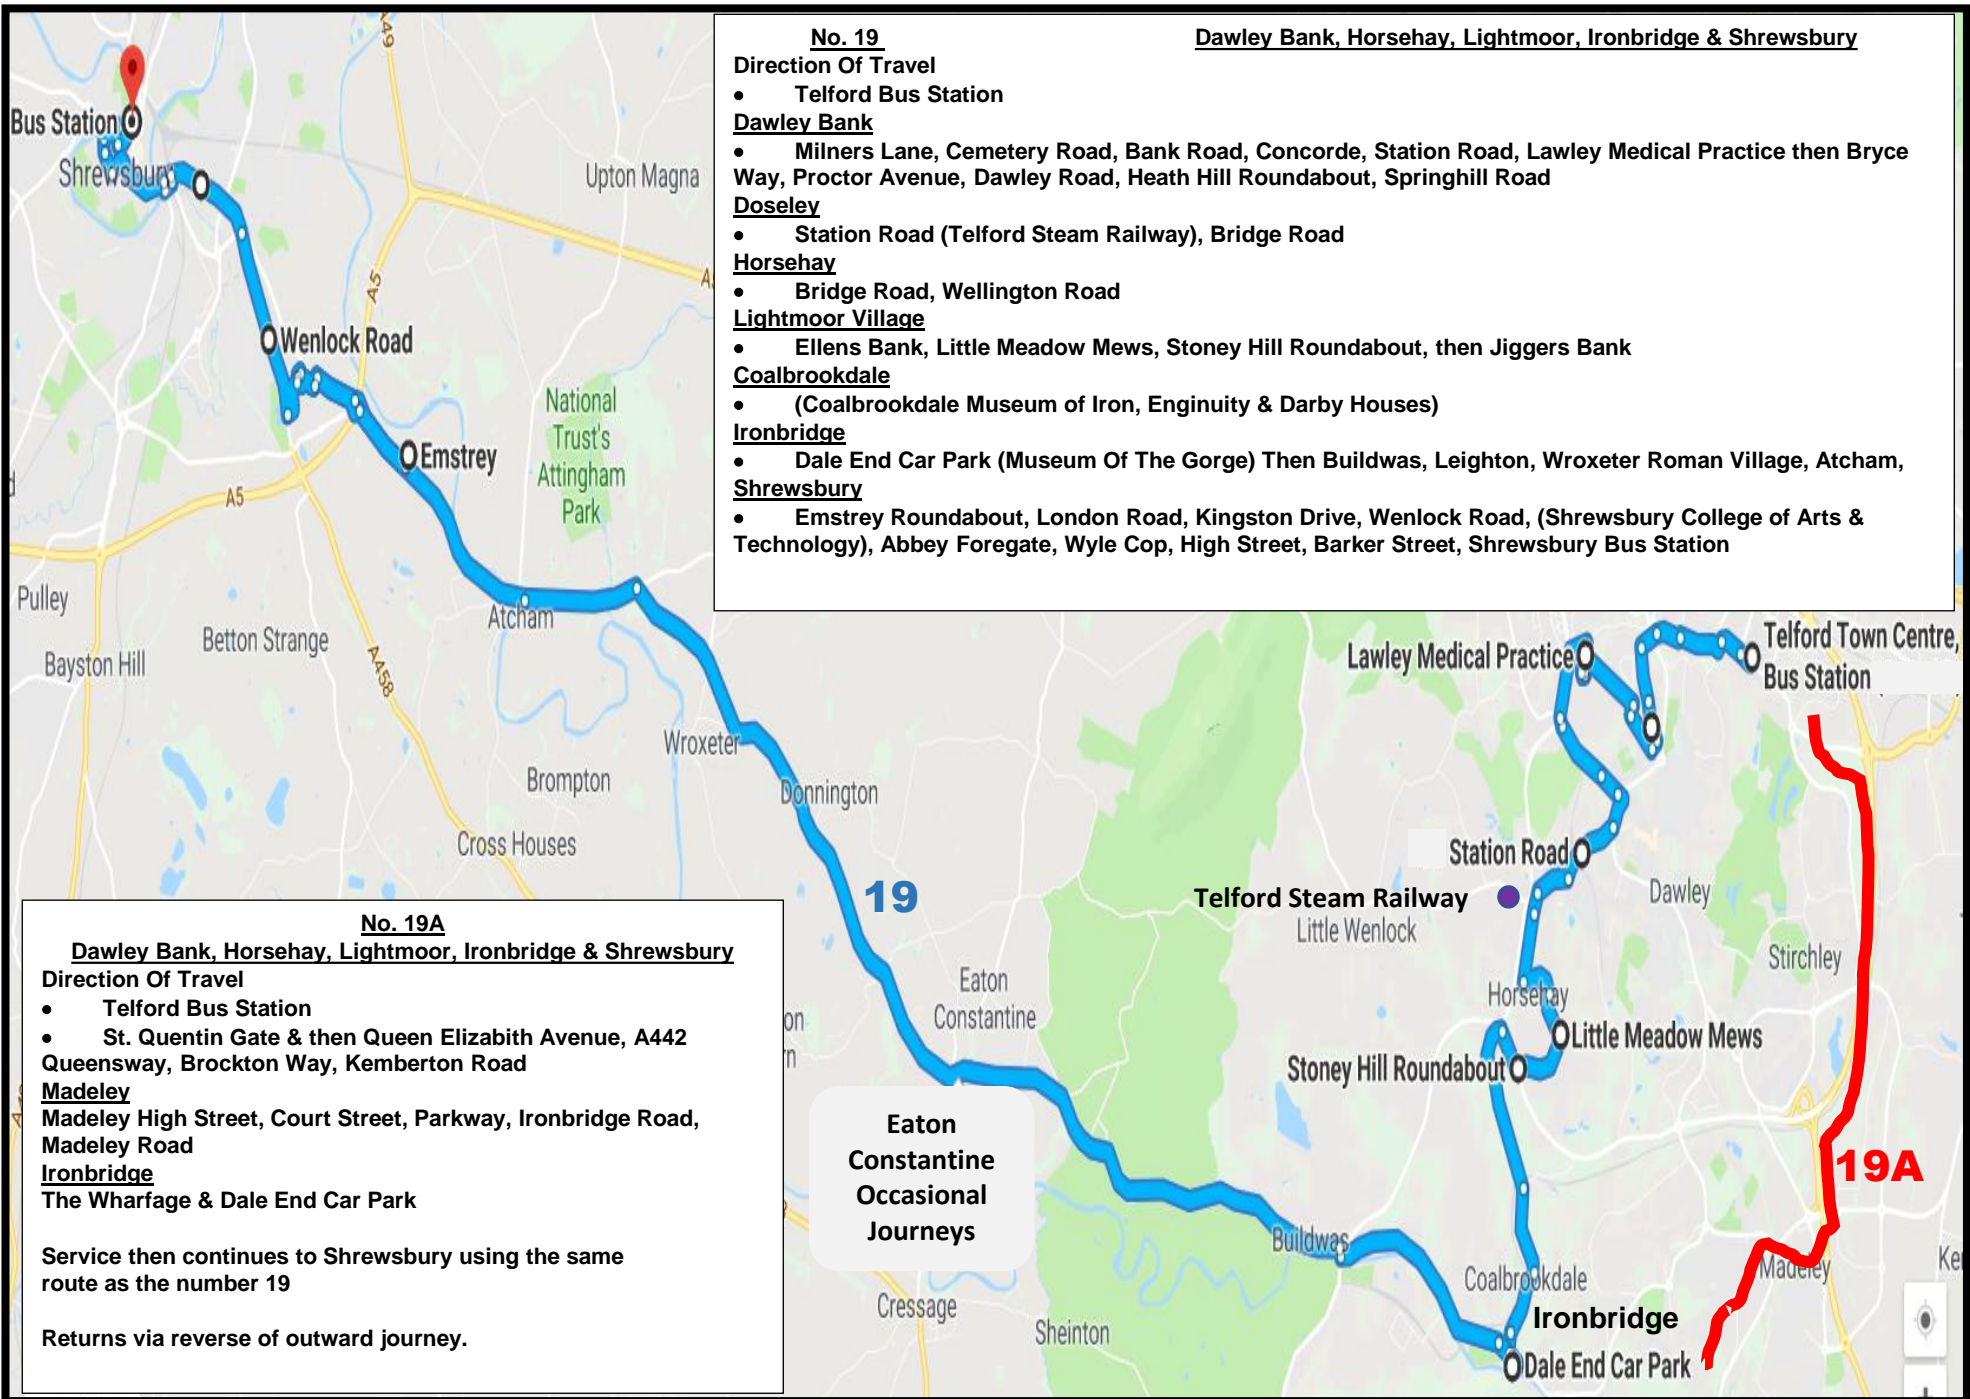 No. 19
Dawley Bank, Horsehay, Lightmoor, Ironbridge & Shrewsbury
Direction Of Travel
• Telford Bus Station
Dawley Bank
• Milners Lane, Cemetery Road, Bank Road, Concorde, Station Road, Lawley Medical Practice then Bryce
Way, Proctor Avenue, Dawley Road, Heath Hill Roundabout, Springhill Road
Doseley
• Station Road (Telford Steam Railway), Bridge Road
Horsehay
• Bridge Road, Wellington Road
Lightmoor Village
• Ellens Bank, Little Meadow Mews, Stoney Hill Roundabout, then Jiggers Bank
Coalbrookdale
• (Coalbrookdale Museum of Iron, Enginuity & Darby Houses)
Ironbridge
• Dale End Car Park (Museum Of The Gorge) Then Buildwas, Leighton, Wroxeter Roman Village, Atcham,
Shrewsbury
• Emstrey Roundabout, London Road, Kingston Drive, Wenlock Road, (Shrewsbury College of Arts &
Technology), Abbey Foregate, Wyle Cop, High Street, Barker Street, Shrewsbury Bus Station
A49
Bus Station
Shrewsbury
Upton Magna
A5
Wenlock Road
National
Trust's
Attingham
Park
Emstrey
A5
Pulley
Atcham
Betton Strange
Bayston Hill
A458
Lawley Medical Practice
Telford Town Centre,
Bus Station
Wroxeter
Brompton
Donnington
Cross Houses
Station Road
19
Telford Steam Railway
Dawley
Little Wenlock
Stirchley
Eaton
Constantine
Horsehay
Little Meadow Mews
Stoney Hill Roundabout
No. 19A
Dawley Bank, Horsehay, Lightmoor, Ironbridge & Shrewsbury
Direction Of Travel
• Telford Bus Station
• St. Quentin Gate & then Queen Elizabith Avenue, A442
Queensway, Brockton Way, Kemberton Road
Madeley
Madeley High Street, Court Street, Parkway, Ironbridge Road,
Madeley Road
Ironbridge
The Wharfage & Dale End Car Park
Service then continues to Shrewsbury using the same
route as the number 19
Returns via reverse of outward journey.
Eaton
Constantine
Occasional
Journeys
19A
Buildwas
Madeley
Coalbrookdale
Cressage
Ironbridge
Sheinton
Dale End Car Park